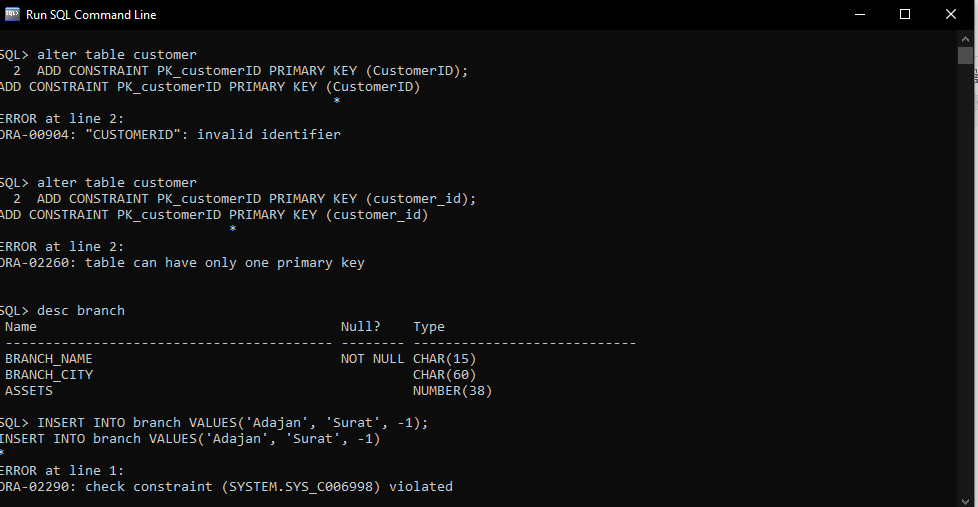 Run SQL Command Line
SQL> alter table customer
2 ADD CONSTRAINT PK_customerID PRIMARY KEY (CustomerID);
ADD CONSTRAINT PK_customerID PRIMARY KEY (CustomerID)
*
ERROR at line 2:
ORA-00904: "CUSTOMERID": invalid identifier
SQL> alter table customer
2 ADD CONSTRAINT PK_customerID PRIMARY KEY (customer_id);
ADD CONSTRAINT PK_customerID PRIMARY KEY (customer_id)
*
ERROR at line 2:
ORA-02260: table can have only one primary key
SQL> desc branch
Name Null? Type
----------------------------------------- -------- ----------------------------
BRANCH_NAME NOT NULL CHAR(15)
BRANCH_CITY CHAR(60)
ASSETS NUMBER(38)
SQL> INSERT INTO branch VALUES('Adajan', 'Surat', -1);
INSERT INTO branch VALUES('Adajan', 'Surat', -1)
*
ERROR at line 1:
ORA-02290: check constraint (SYSTEM.SYS_C006998) violated